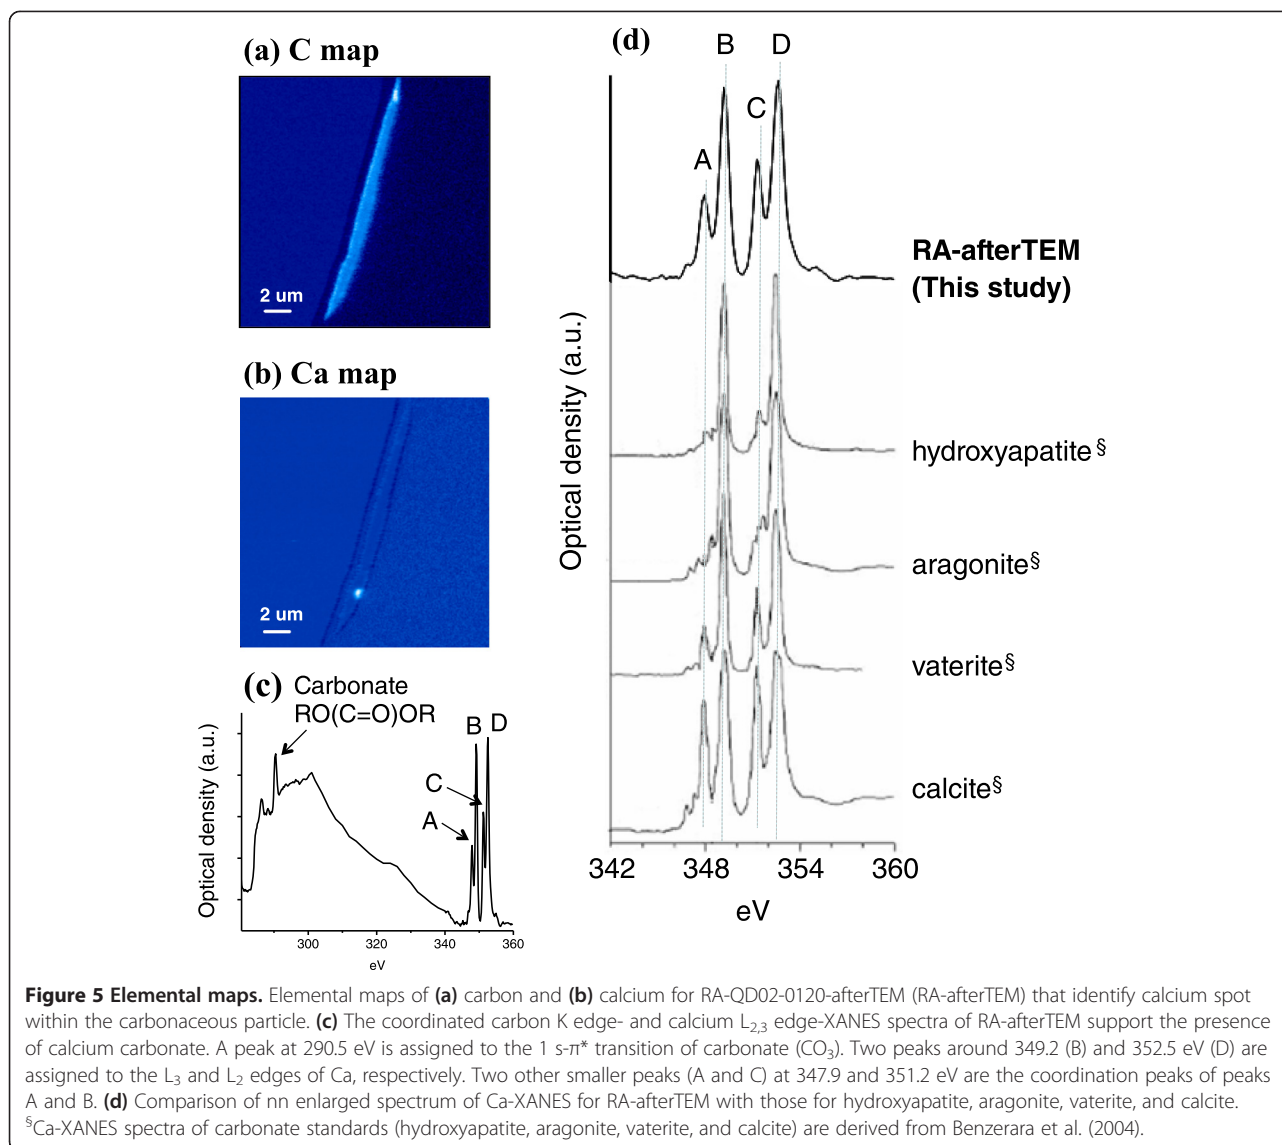 (a) C map
2 um
(b) Ca map
2 um
(c) Carbonate
RO(C=O)OR
B D
C
A
Optical density (a.u.)
300 320 340 360
eV
(d)
B D
C
A
RA-afterTEM
(This study)
hydroxyapatite§
aragonite§
vaterite§
calcite§
Optical density (a.u.)
342 348 354 360
eV
Figure 5 Elemental maps. Elemental maps of (a) carbon and (b) calcium for RA-QD02-0120-afterTEM (RA-afterTEM) that identify calcium spot
within the carbonaceous particle. (c) The coordinated carbon K edge- and calcium L2,3 edge-XANES spectra of RA-afterTEM support the presence
of calcium carbonate. A peak at 290.5 eV is assigned to the 1 s-π* transition of carbonate (CO3). Two peaks around 349.2 (B) and 352.5 eV (D) are
assigned to the L3 and L2 edges of Ca, respectively. Two other smaller peaks (A and C) at 347.9 and 351.2 eV are the coordination peaks of peaks
A and B. (d) Comparison of nn enlarged spectrum of Ca-XANES for RA-afterTEM with those for hydroxyapatite, aragonite, vaterite, and calcite.
§Ca-XANES spectra of carbonate standards (hydroxyapatite, aragonite, vaterite, and calcite) are derived from Benzerara et al. (2004).